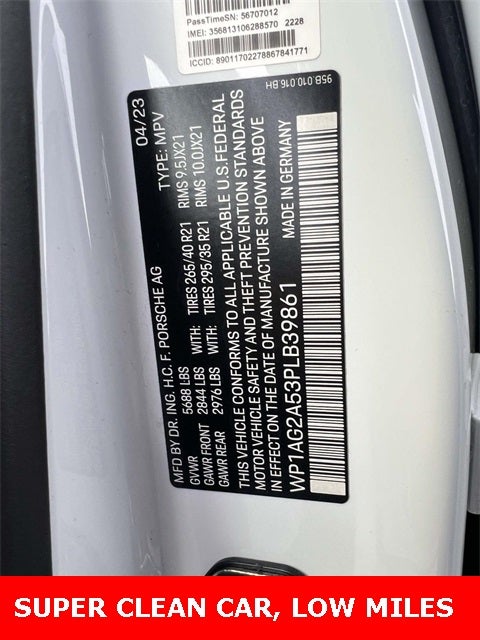 PassTimeSN: 56707012
IMEI: 356813106288570 2228
ICCID: 89011702278867841771
95B.010.016.BH
04/23 TYPE: MPV
MFD BY DR. ING. H.C. F. PORSCHE AG
GVWR 5688 LBS WITH: TIRES 265/40 R21 RIMS 9.5JX21
GAWR FRONT 2844 LBS WITH: TIRES 295/35 R21 RIMS 10.0JX21
GAWR REAR 2976 LBS
THIS VEHICLE CONFORMS TO ALL APPLICABLE U.S.FEDERAL
MOTOR VEHICLE SAFETY AND THEFT PREVENTION STANDARDS
IN EFFECT ON THE DATE OF MANUFACTURE SHOWN ABOVE
WP1AG2A53PLB39861 MADE IN GERMANY
SUPER CLEAN CAR, LOW MILES